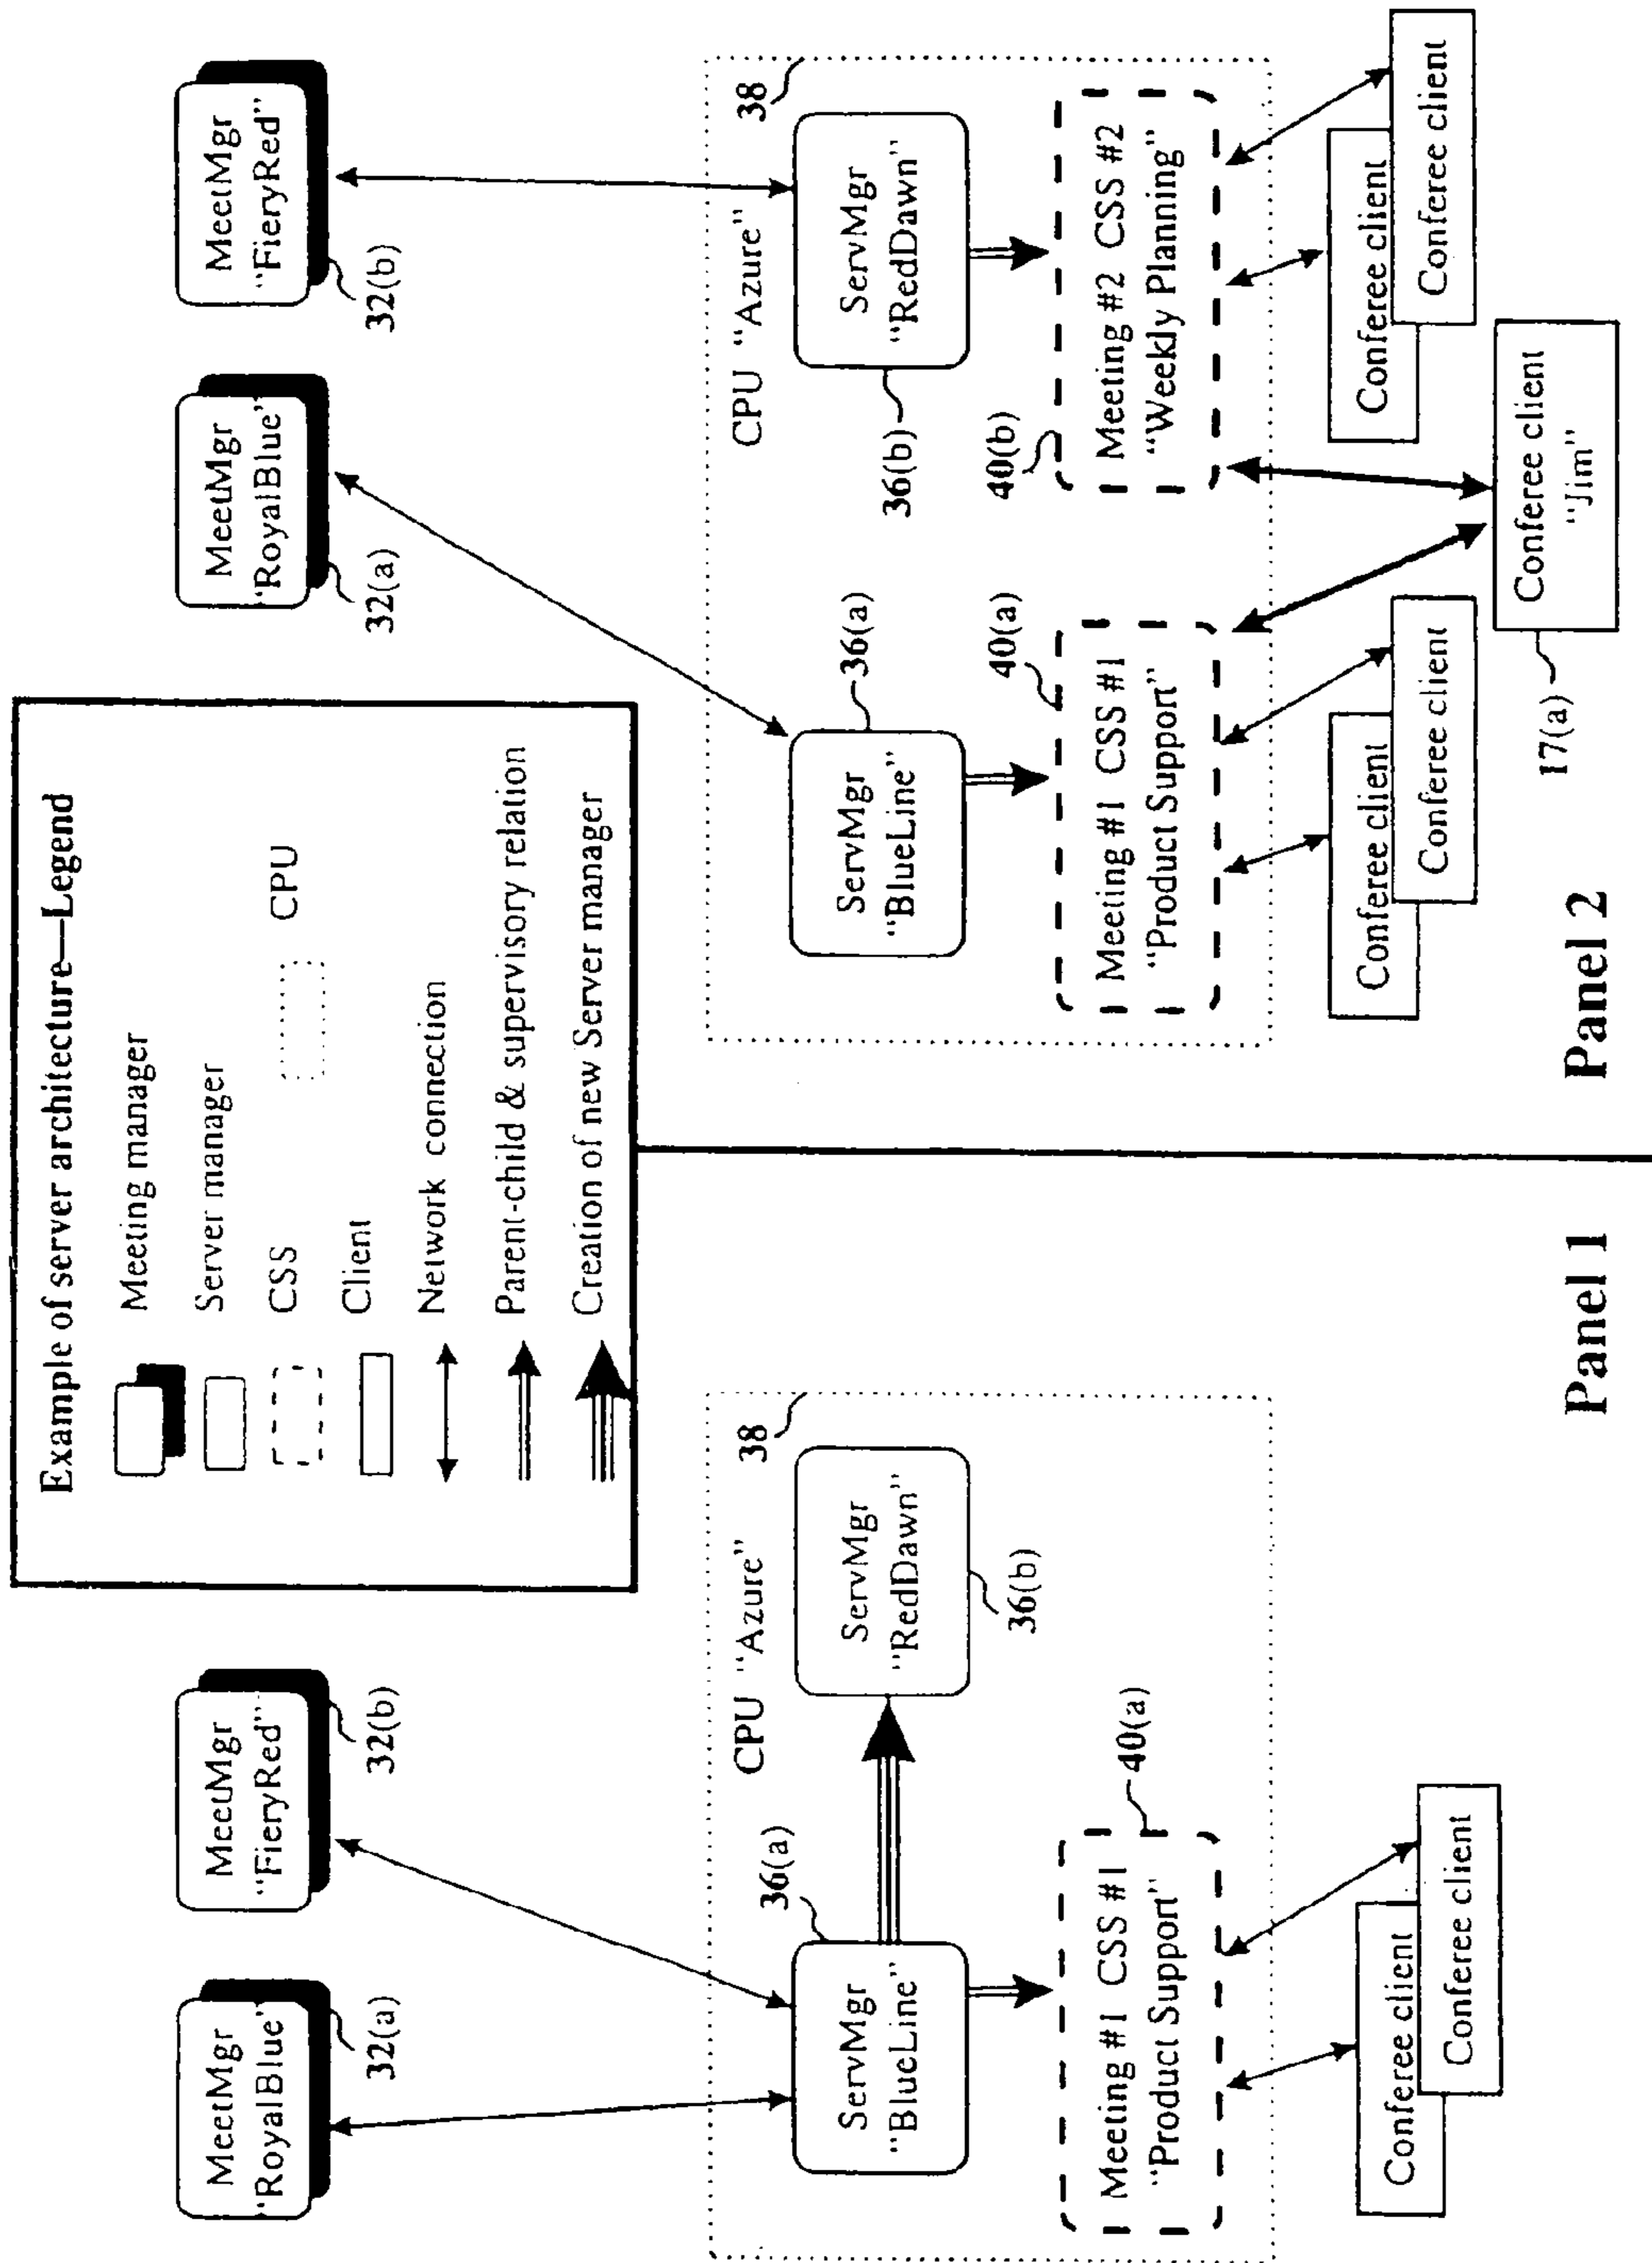 Example of server architecture—Legend
Meeting manager
Server manager
CSS
CPU
Client
Network connection
Parent-child & supervisory relation
Creation of new Server manager
MeetMgr
"RoyalBlue"
32(a)
MeetMgr
"FieryRed"
32(b)
CPU "Azure"
38
36(a)
ServMgr
"BlueLine"
ServMgr
"RedDawn"
36(b)
Meeting #1 CSS #1
"Product Support"
40(a)
Conferee client
Conferee client
Panel 1
MeetMgr
"RoyalBlue"
32(a)
MeetMgr
"FieryRed"
32(b)
CPU "Azure"
38
ServMgr
"BlueLine"
36(a)
ServMgr
"RedDawn"
36(b)
40(a)
Meeting #1 CSS #1
"Product Support"
40(b)
Meeting #2 CSS #2
"Weekly Planning"
Conferee client
Conferee client
Conferee client
Conferee client
Conferee client
"Jim"
17(a)
Panel 2